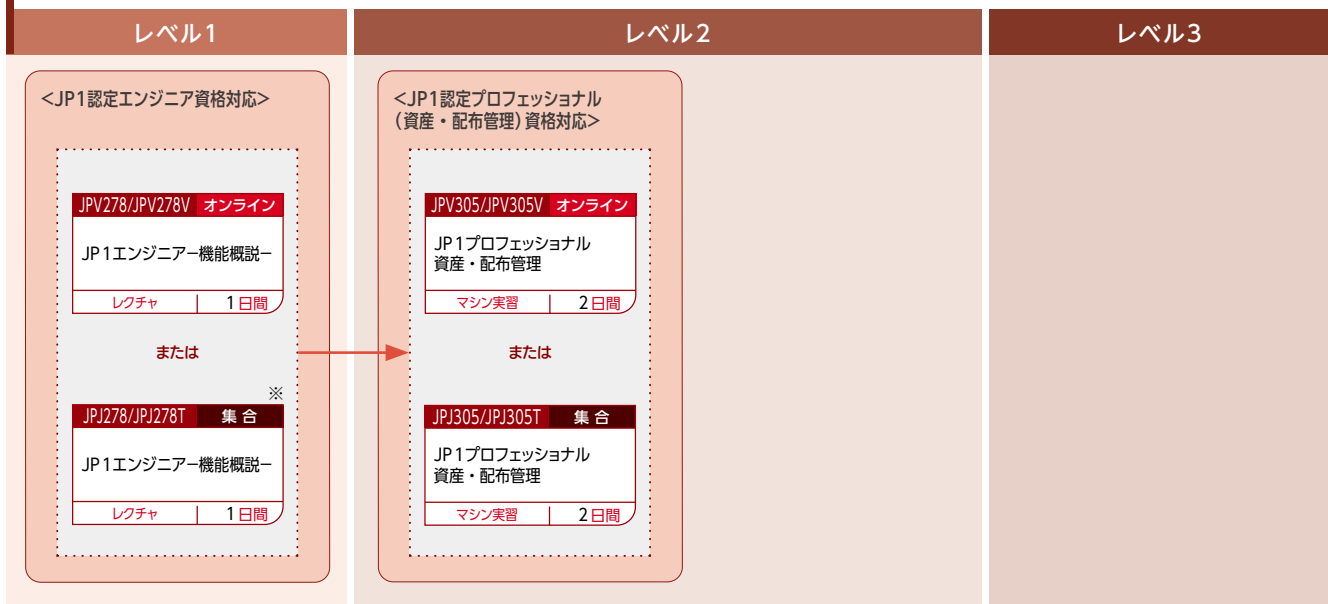 レベル1
レベル2
レベル3
<JP1認定エンジニア資格対応>
JPV278/JPV278V オンライン
JP1エンジニアー機能概説ー
レクチャ 1日間
または
※
JPJ278/JPJ278T 集合
JP1エンジニアー機能概説ー
レクチャ 1日間
<JP1認定プロフェッショナル
(資産・配布管理)資格対応>
JPV305/JPV305V オンライン
JP1プロフェッショナル
資産・配布管理
マシン実習 2日間
または
JPJ305/JPJ305T 集合
JP1プロフェッショナル
資産・配布管理
マシン実習 2日間